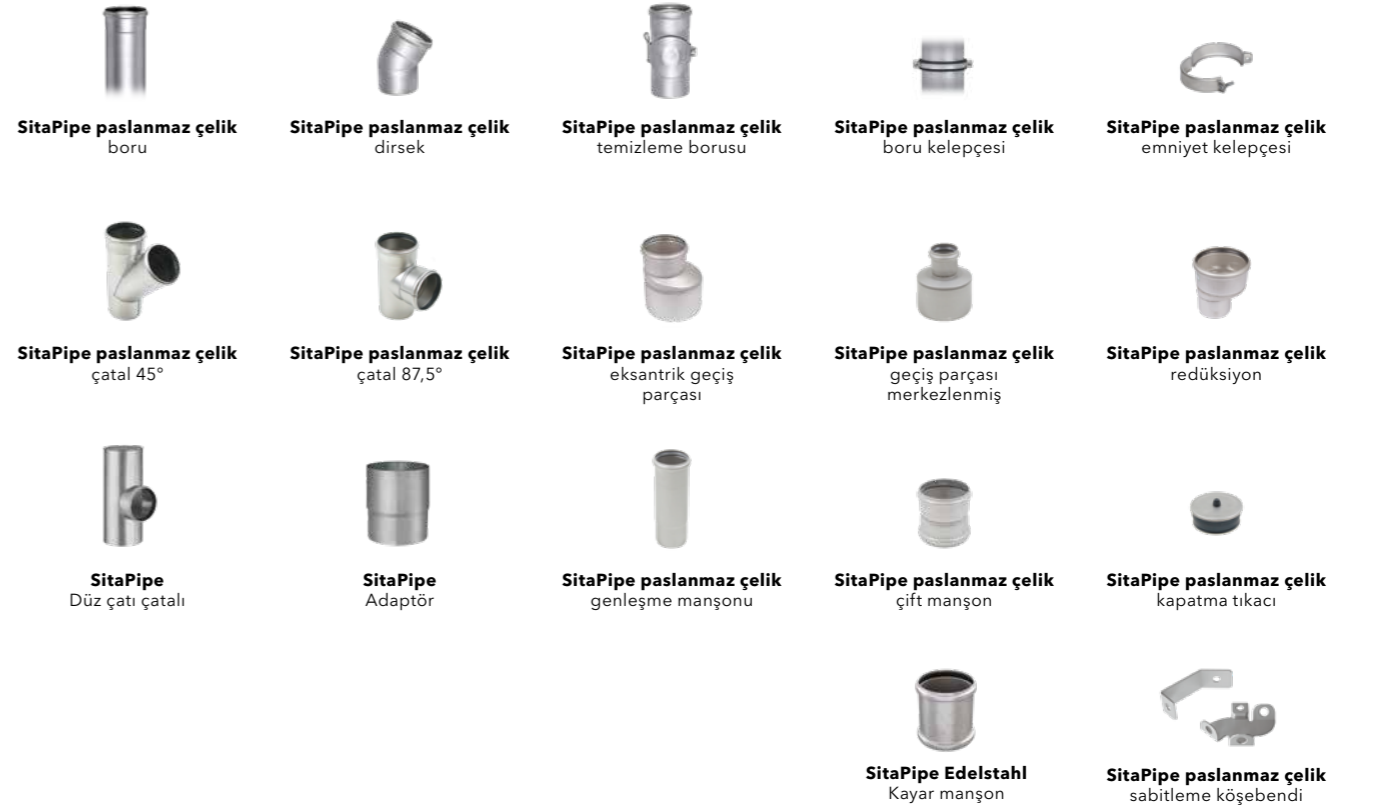 SitaPipe paslanmaz çelik
boru
SitaPipe paslanmaz çelik
dirsek
SitaPipe paslanmaz çelik
temizleme borusu
SitaPipe paslanmaz çelik
boru kelepçesi
SitaPipe paslanmaz çelik
emniyet kelepçesi
SitaPipe paslanmaz çelik
çatal 45°
SitaPipe paslanmaz çelik
çatal 87,5°
SitaPipe paslanmaz çelik
eksantrik geçiş
parçası
SitaPipe paslanmaz çelik
geçiş parçası
merkezlenmiş
SitaPipe paslanmaz çelik
redüksiyon
SitaPipe
Düz çatı çatalı
SitaPipe
Adaptör
SitaPipe paslanmaz çelik
genleşme manşonu
SitaPipe paslanmaz çelik
çift manşon
SitaPipe paslanmaz çelik
kapatma tıkacı
SitaPipe Edelstahl
Kayar manşon
SitaPipe paslanmaz çelik
sabitleme köşebendi